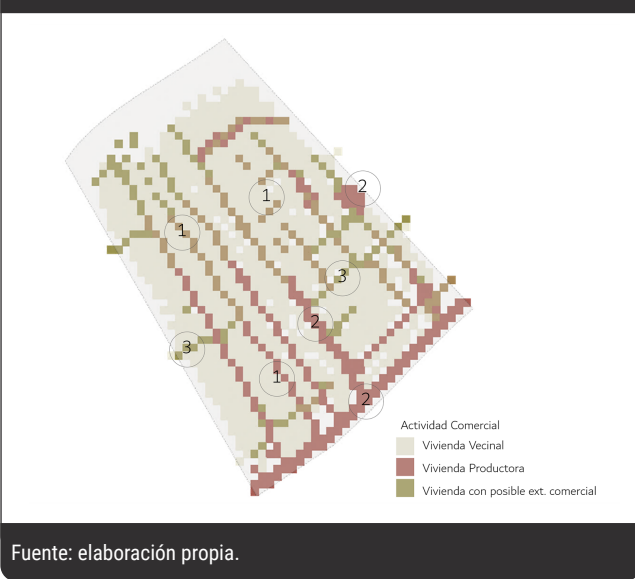 2
1
1
3
2
3
1
2
Actividad Comercial
Vivienda Vecinal
Vivienda Productora
Vivienda con posible ext. comercial
Fuente: elaboración propia.